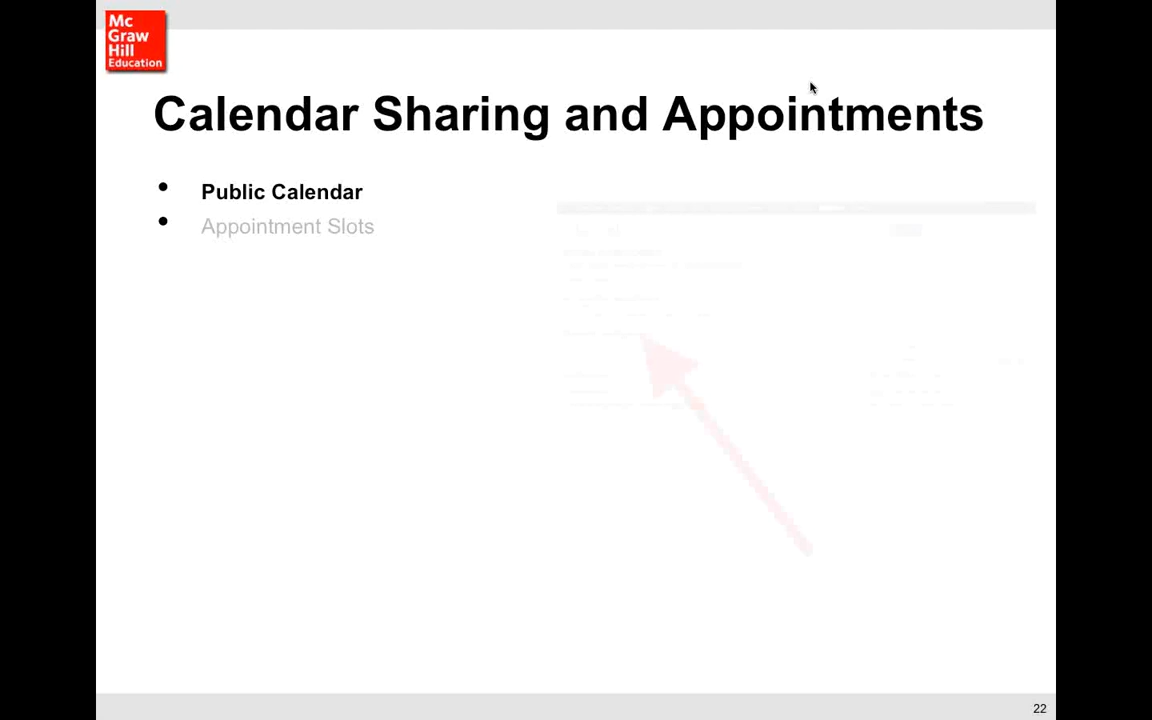 Mc
Graw
Hill
Education
Calendar Sharing and Appointments
• Public Calendar
• Appointment Slots
22